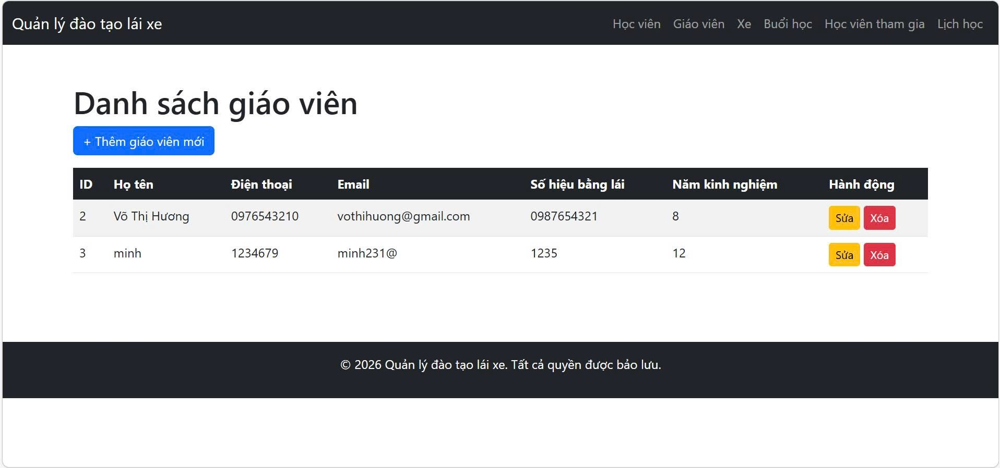 Quản lý đào tạo lái xe Học viên Giáo viên Xe Buổi học Học viên tham gia Lịch học
Danh sách giáo viên
+ Thêm giáo viên mới
ID Họ tên Điện thoại Email Số hiệu bằng lái Năm kinh nghiệm Hành động
2 Võ Thị Hương 0976543210 vothihuong@gmail.com 0987654321 8 Sửa Xóa
3 minh 1234679 minh231@ 1235 12 Sửa Xóa
© 2026 Quản lý đào tạo lái xe. Tất cả quyền được bảo lưu.